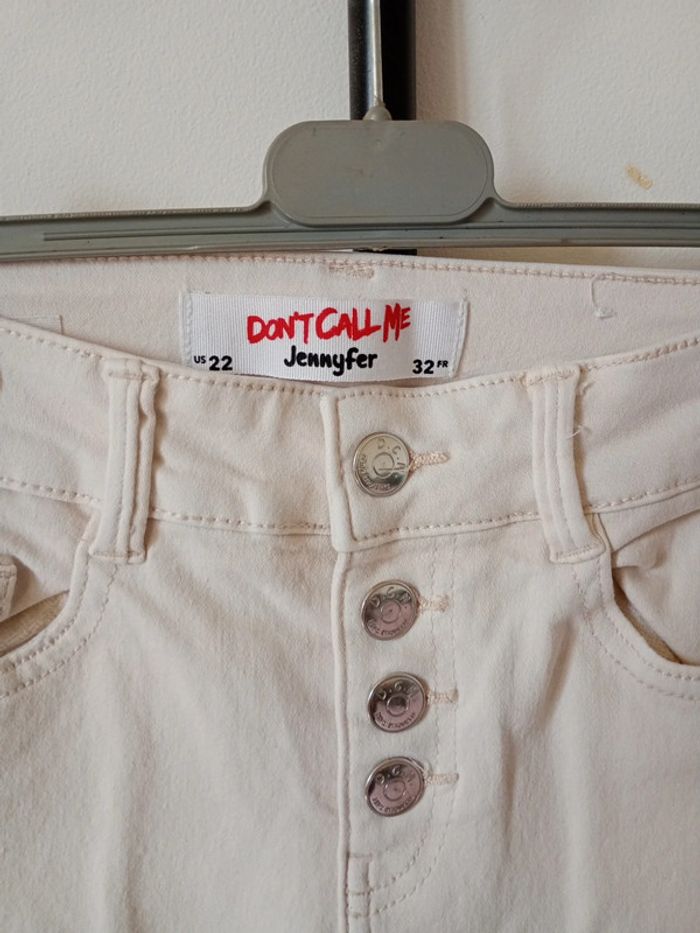 DON'T CALL ME
Jennyfer
US 22
32 FR
D.C.M.
D.C.M.
D.C.M.
D.C.M.